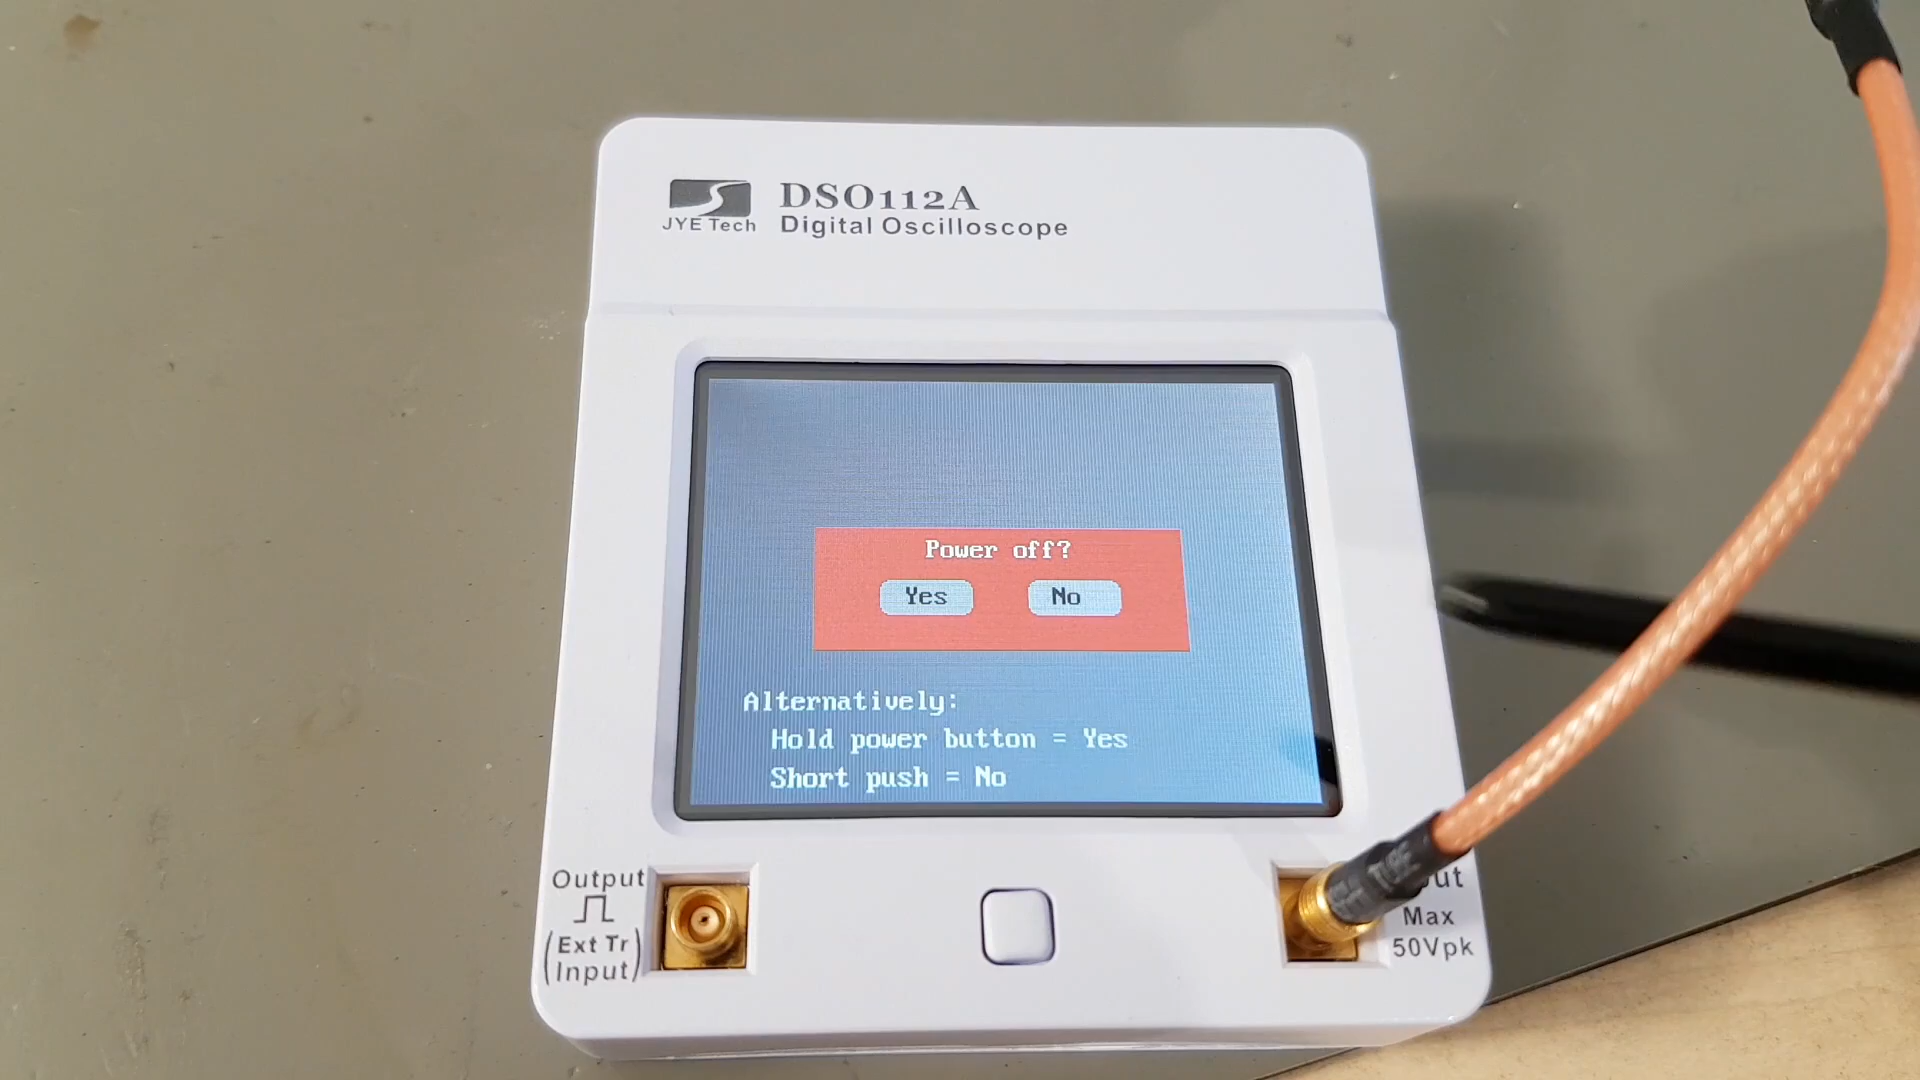 JYE Tech
DSO112A
Digital Oscilloscope
Power off?
Yes No
Alternatively:
Hold power button = Yes
Short push = No
Output
(Ext Tr
Input)
Max
50Vpk